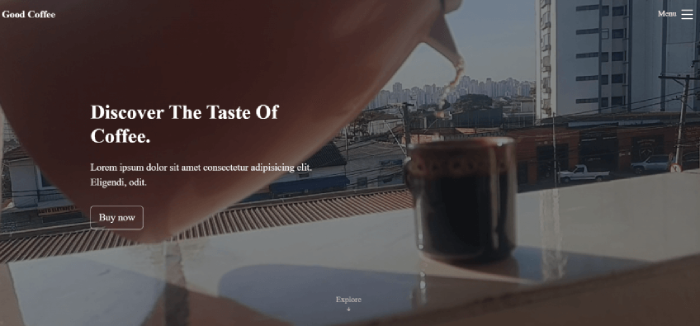 Good Coffee
Menu
Discover The Taste Of
Coffee.
Lorem ipsum dolor sit amet consectetur adipisicing elit.
Eligendi, odit.
Buy now
Explore